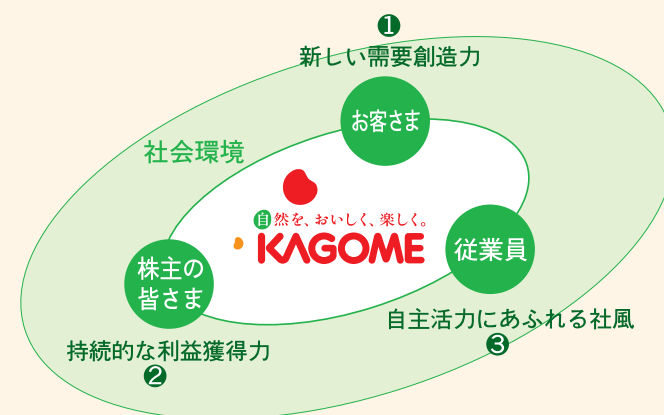 ❶
新しい需要創造力
お客さま
社会環境
自然を、おいしく、楽しく。
KAGOME
従業員
株主の
皆さま
自主活力にあふれる社風
❸
持続的な利益獲得力
❷